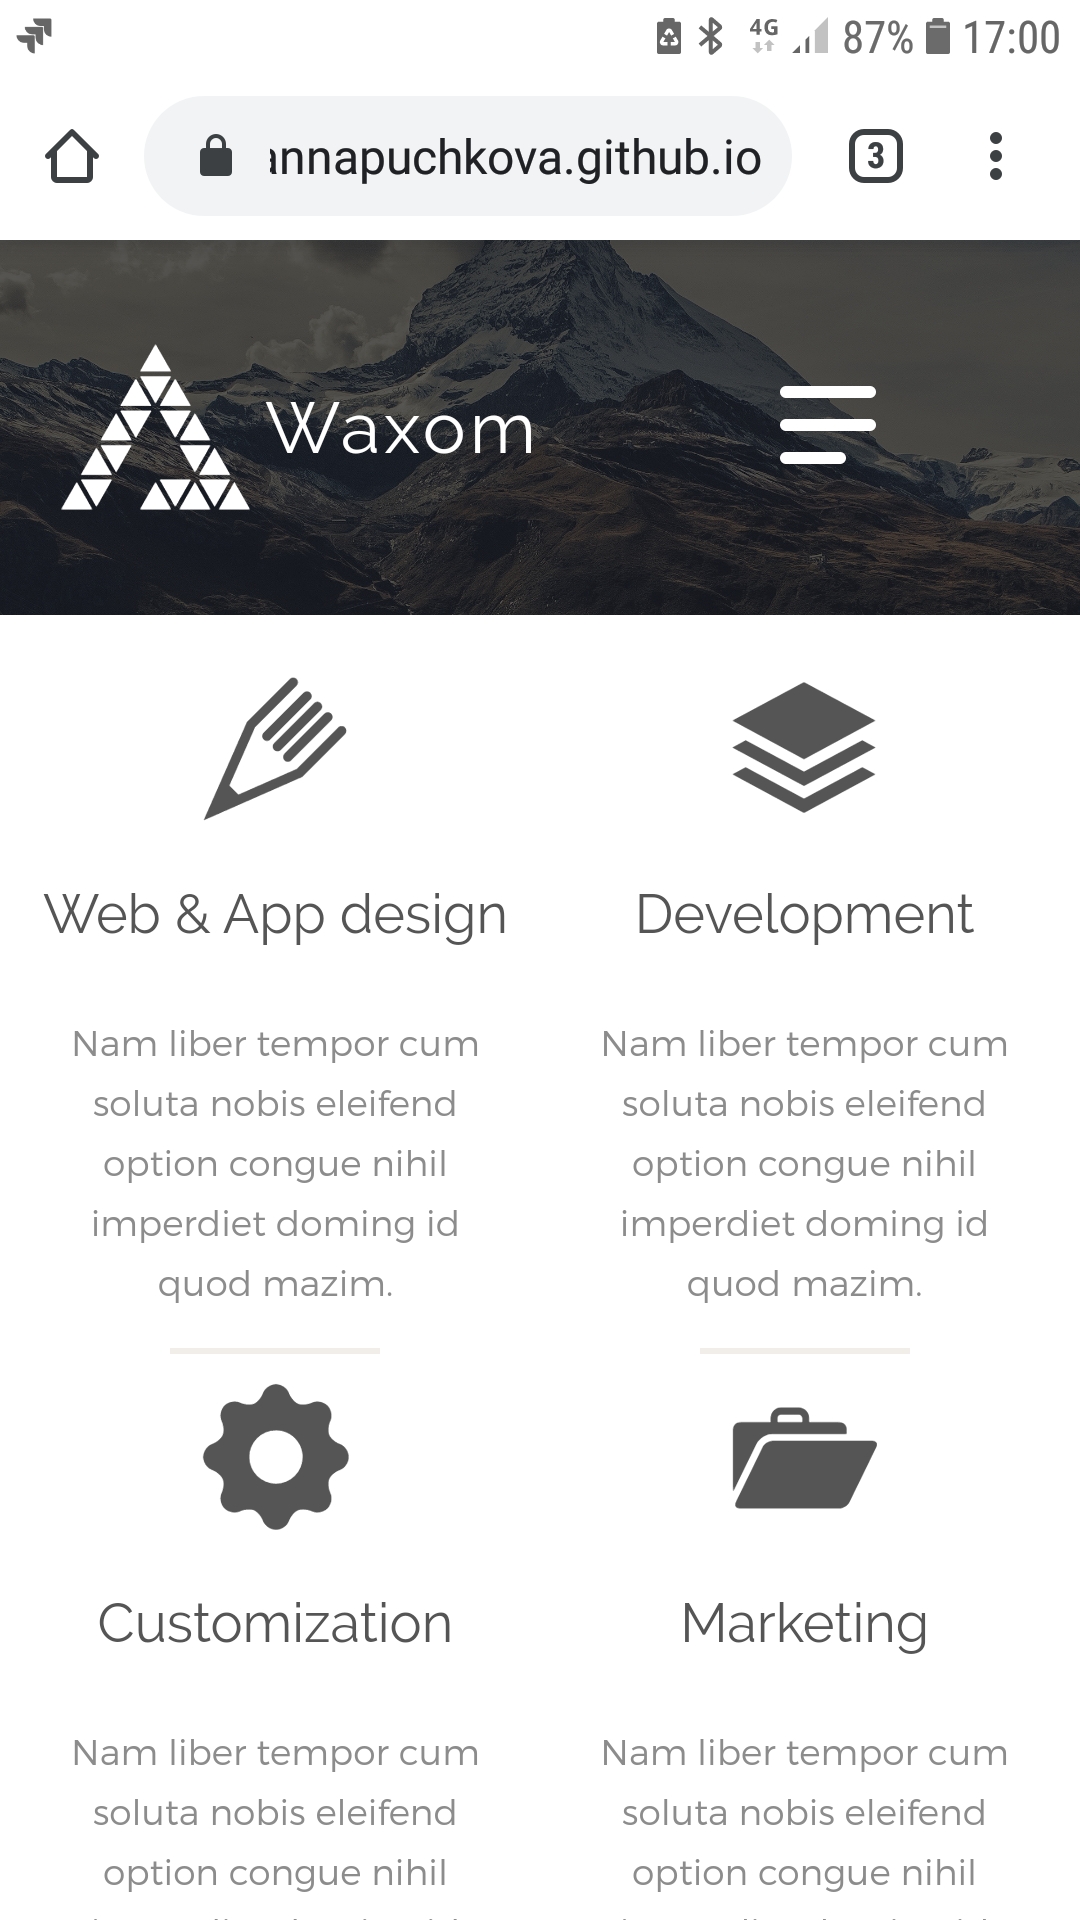 4G 87% 17:00
annapuchkova.github.io 3
Waxom
Web & App design
Nam liber tempor cum
soluta nobis eleifend
option congue nihil
imperdiet doming id
quod mazim.
Development
Nam liber tempor cum
soluta nobis eleifend
option congue nihil
imperdiet doming id
quod mazim.
Customization
Nam liber tempor cum
soluta nobis eleifend
option congue nihil
Marketing
Nam liber tempor cum
soluta nobis eleifend
option congue nihil